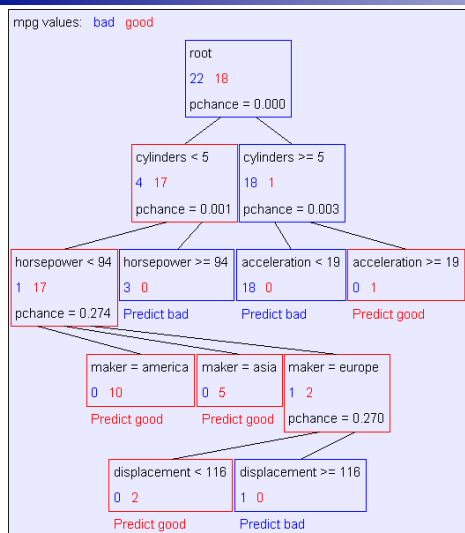 mpg values: bad good
root
22 18
pchance = 0.000
cylinders < 5
4 17
pchance = 0.001
cylinders >= 5
18 1
pchance = 0.003
horsepower < 94
1 17
pchance = 0.274
horsepower >= 94
3 0
Predict bad
acceleration < 19
18 0
Predict bad
acceleration >= 19
0 1
Predict good
maker = america
0 10
Predict good
maker = asia
0 5
Predict good
maker = europe
1 2
pchance = 0.270
displacement < 116
0 2
Predict good
displacement >= 116
1 0
Predict bad